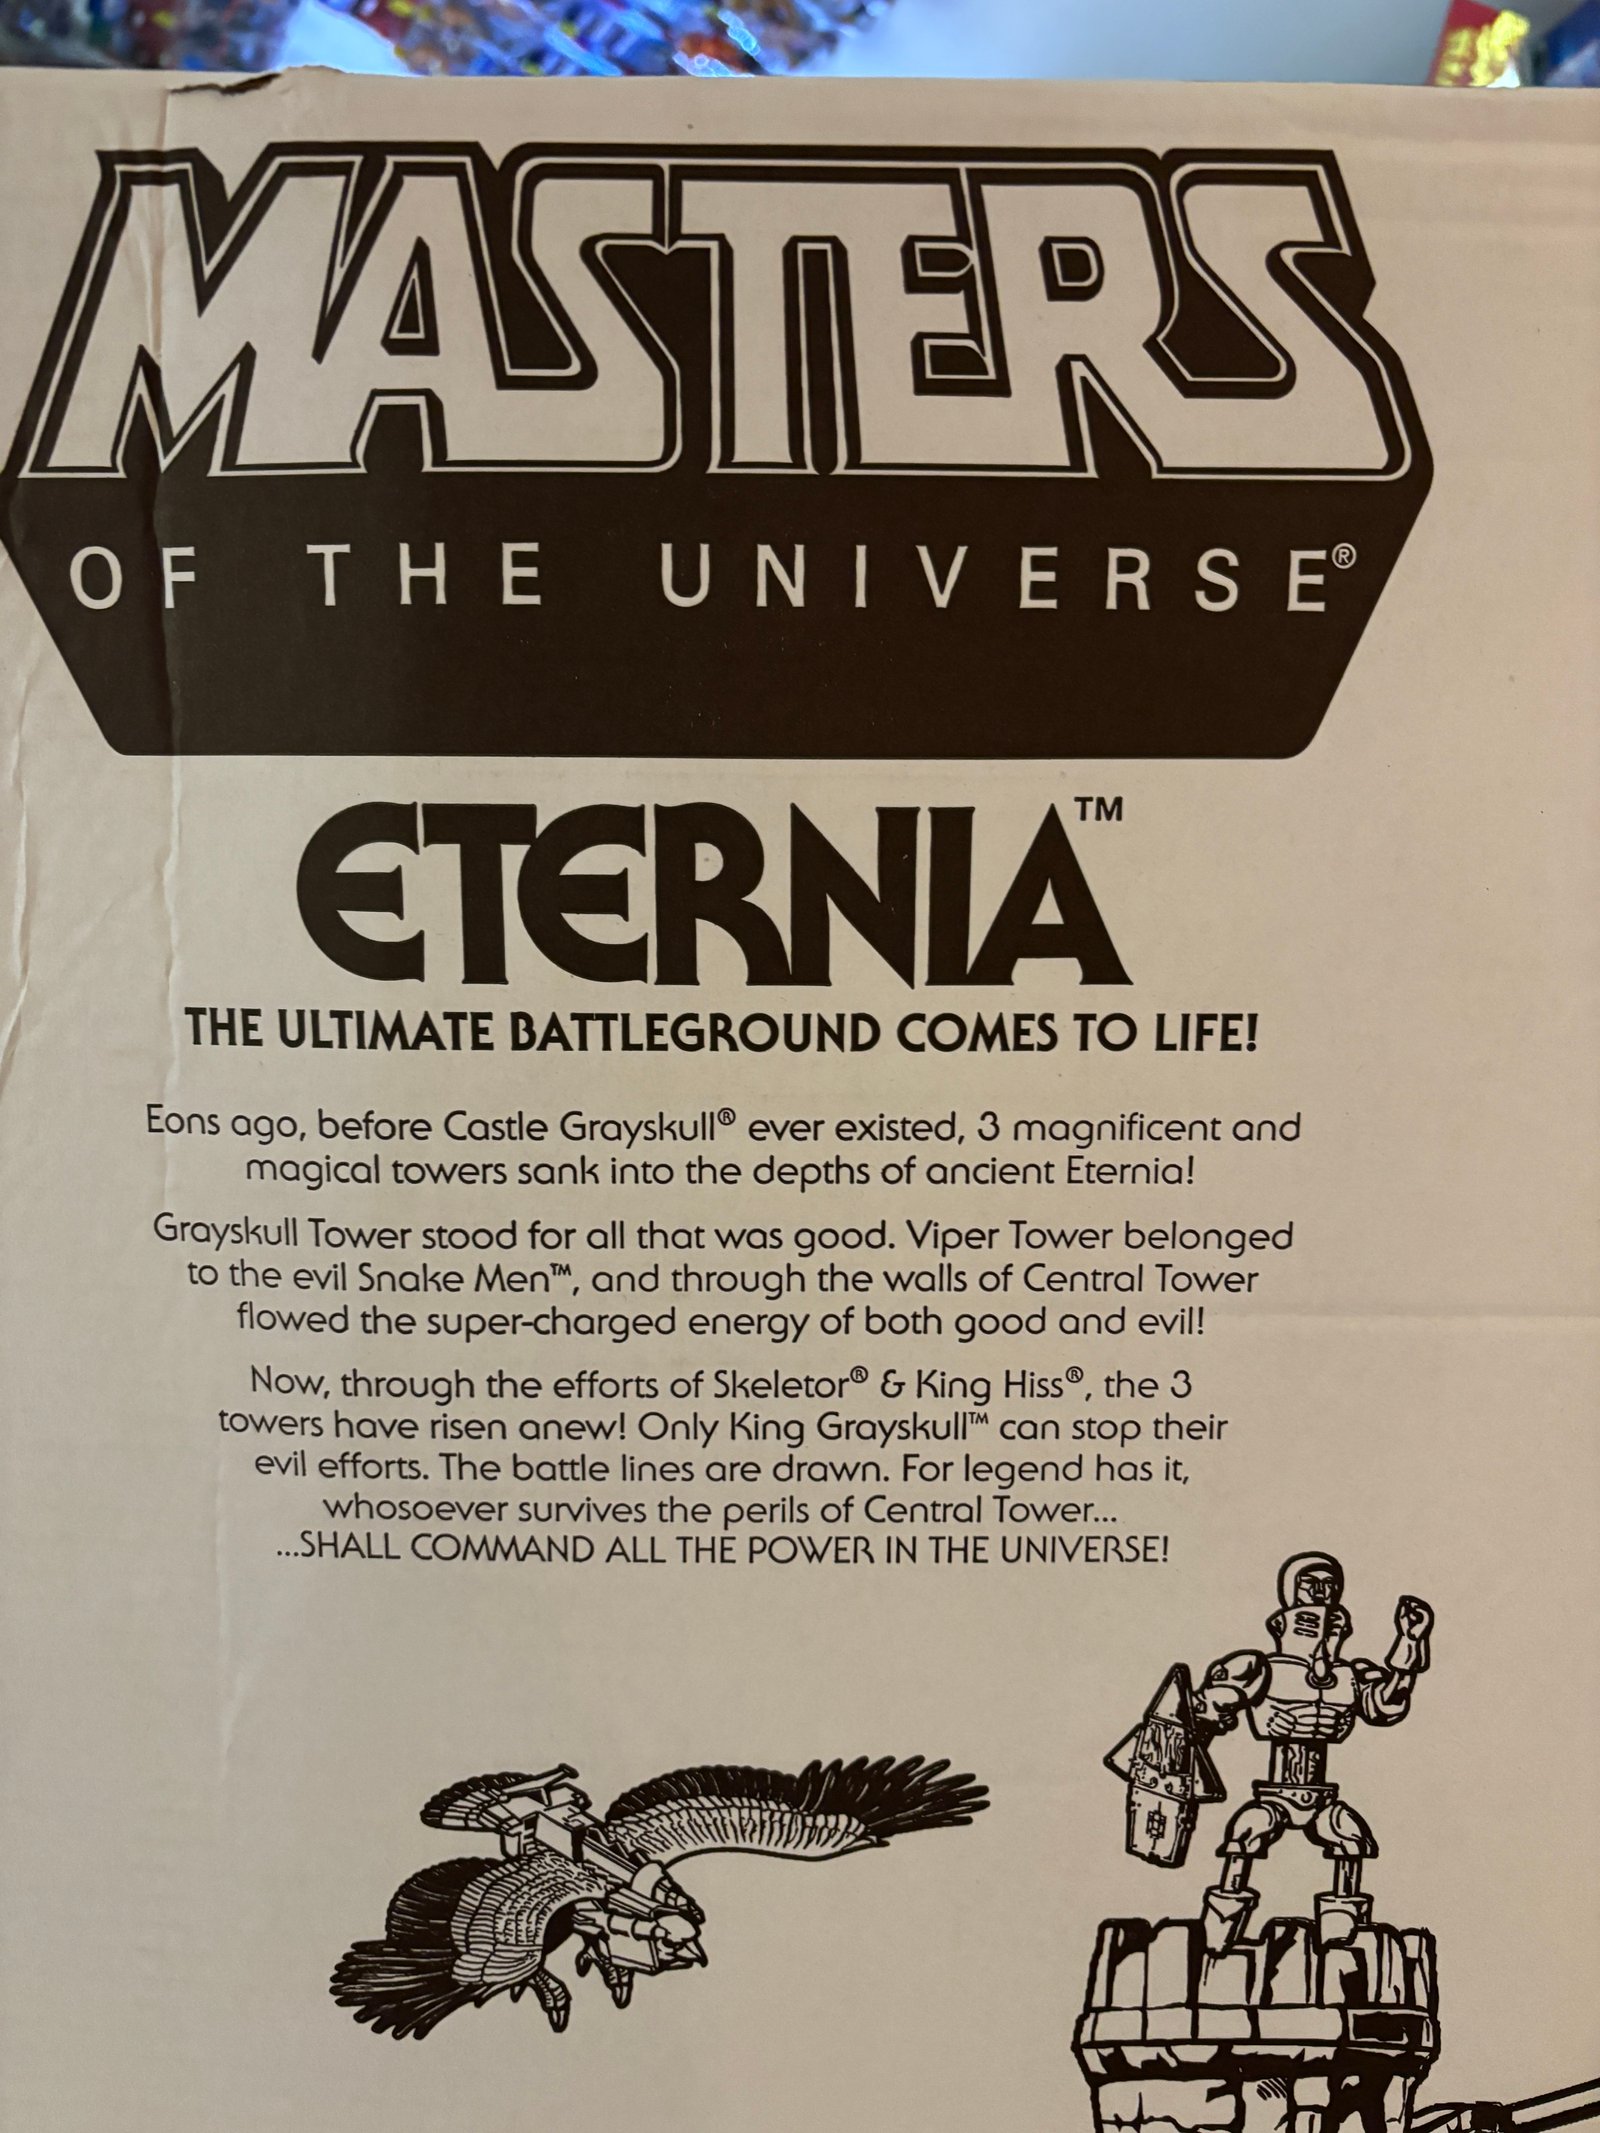 MASTERS
OF THE UNIVERSE®
ETERNIA™
THE ULTIMATE BATTLEGROUND COMES TO LIFE!
Eons ago, before Castle Grayskull® ever existed, 3 magnificent and
magical towers sank into the depths of ancient Eternia!
Grayskull Tower stood for all that was good. Viper Tower belonged
to the evil Snake Men™, and through the walls of Central Tower
flowed the super-charged energy of both good and evil!
Now, through the efforts of Skeletor® & King Hiss®, the 3
towers have risen anew! Only King Grayskull™ can stop their
evil efforts. The battle lines are drawn. For legend has it,
whosoever survives the perils of Central Tower...
...SHALL COMMAND ALL THE POWER IN THE UNIVERSE!